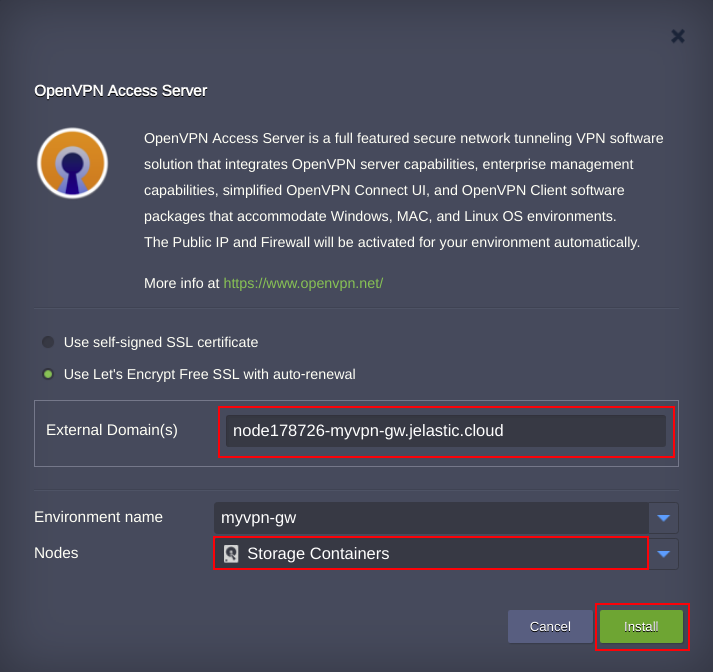 OpenVPN Access Server
OpenVPN Access Server is a full featured secure network tunneling VPN software
solution that integrates OpenVPN server capabilities, enterprise management
capabilities, simplified OpenVPN Connect UI, and OpenVPN Client software
packages that accommodate Windows, MAC, and Linux OS environments.
The Public IP and Firewall will be activated for your environment automatically.
More info at https://www.openvpn.net/
Use self-signed SSL certificate
Use Let's Encrypt Free SSL with auto-renewal
External Domain(s) node178726-myvpn-gw.jelastic.cloud
Environment name myvpn-gw
Nodes Storage Containers
Cancel Install